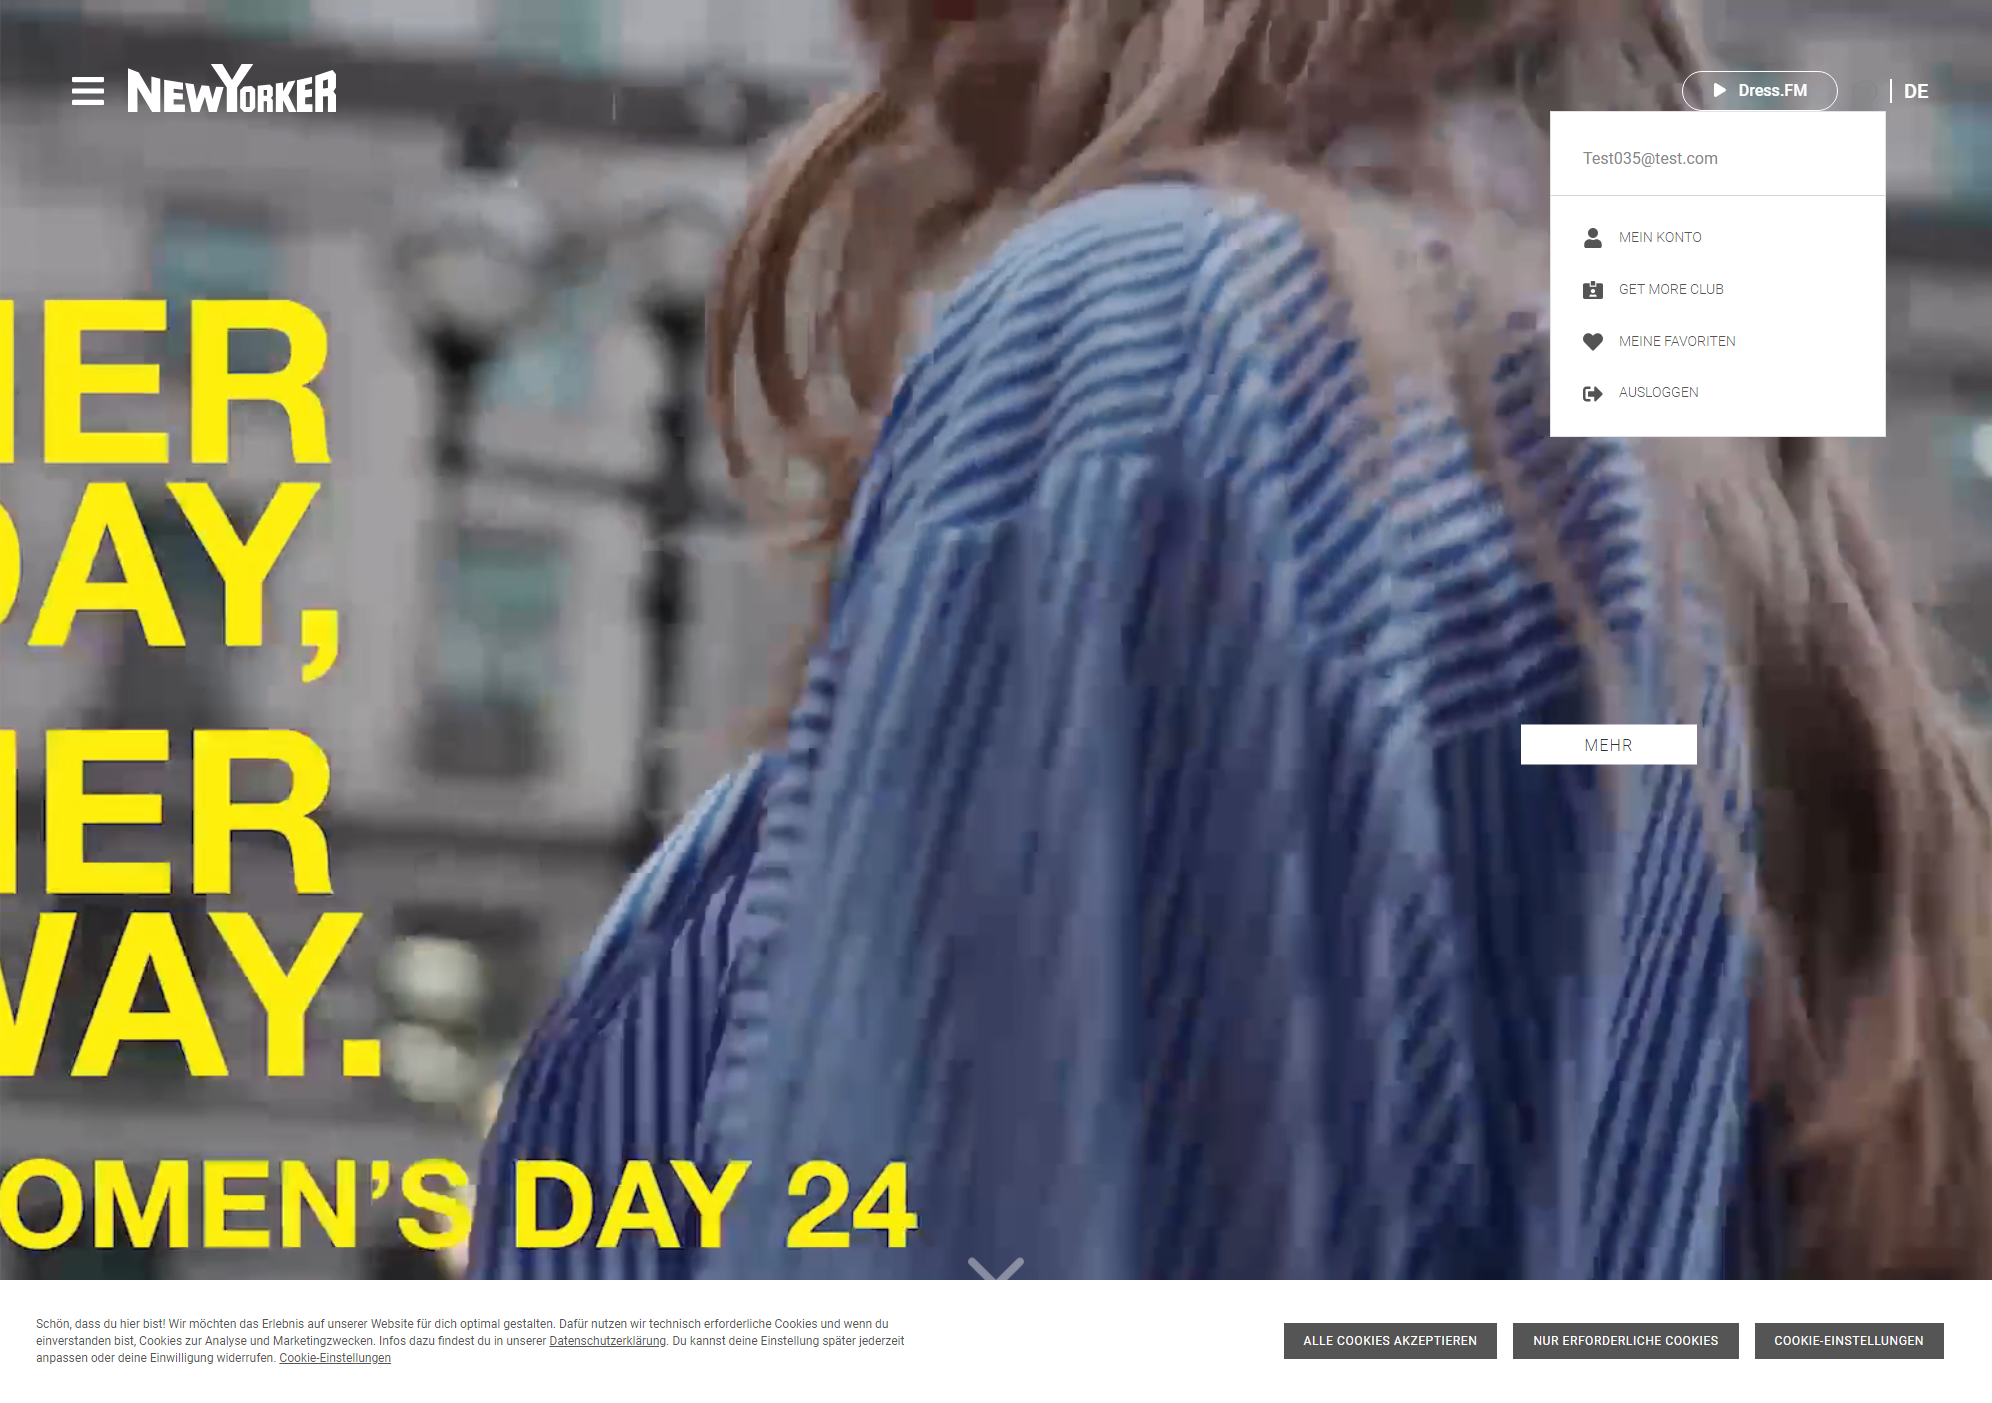 NEWYORKER
Dress.FM
DE
Test035@test.com
MEIN KONTO
GET MORE CLUB
MEINE FAVORITEN
AUSLOGGEN
ER
AY,
MEHR
ER
AY.
OMEN'S DAY 24
Schön, dass du hier bist! Wir möchten das Erlebnis auf unserer Website für dich optimal gestalten. Dafür nutzen wir technisch erforderliche Cookies und wenn du
einverstanden bist, Cookies zur Analyse und Marketingzwecken. Infos dazu findest du in unserer Datenschutzerklärung. Du kannst deine Einstellung später jederzeit
anpassen oder deine Einwilligung widerrufen. Cookie-Einstellungen
ALLE COOKIES AKZEPTIEREN
NUR ERFORDERLICHE COOKIES
COOKIE-EINSTELLUNGEN